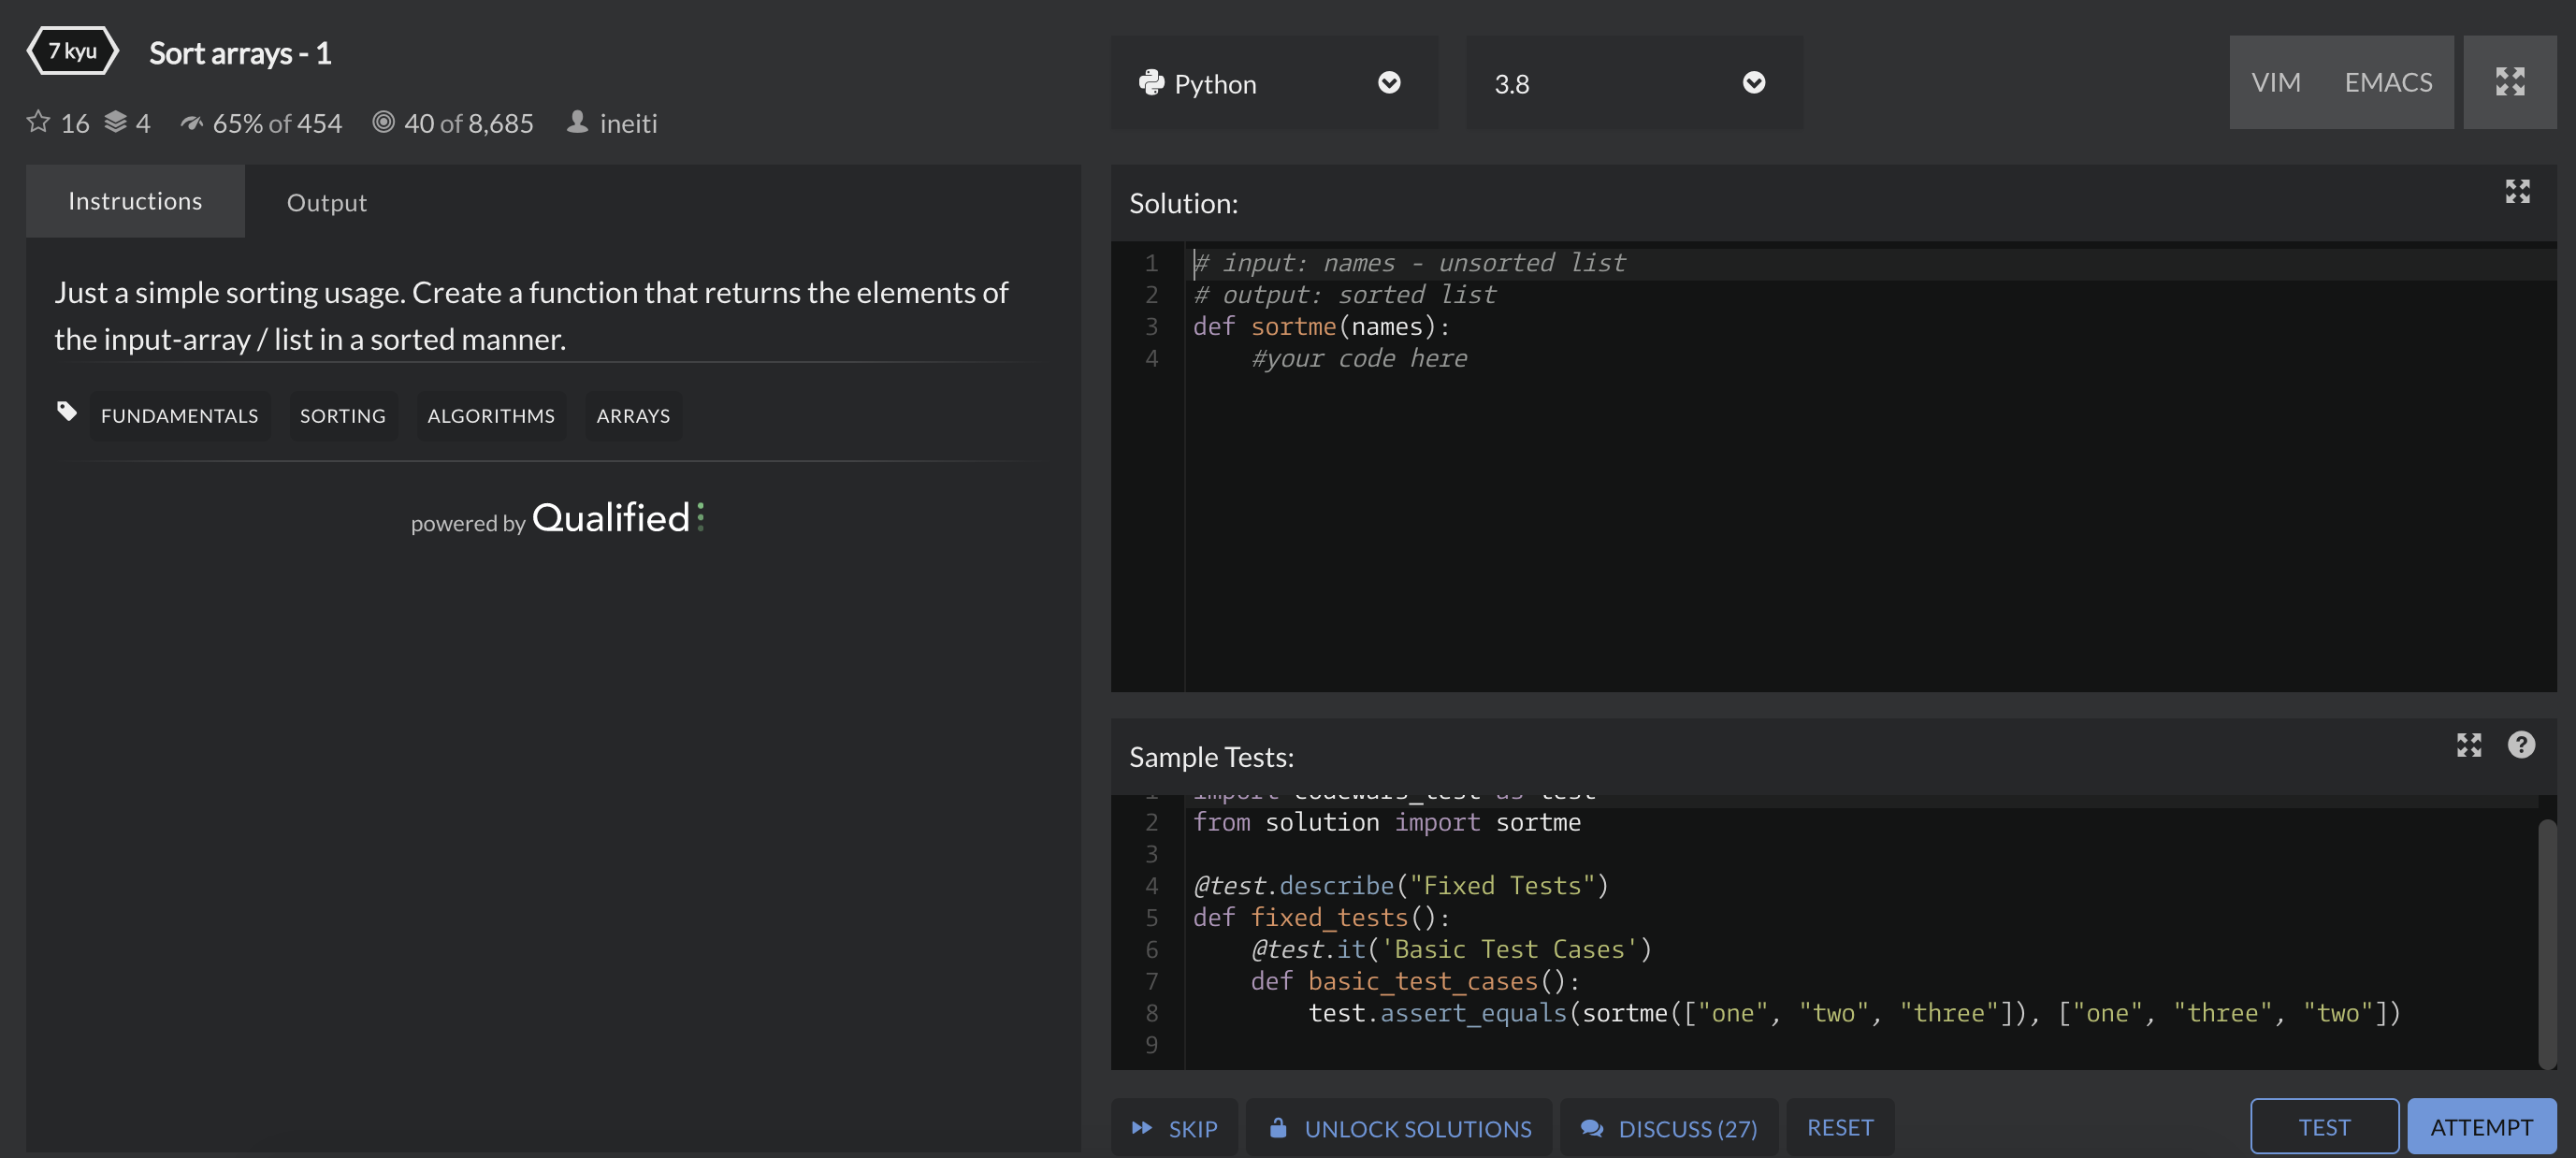 7 kyu
Sort arrays - 1
16 4 65% of 454 40 of 8,685 ineiti
Python
3.8
VIM EMACS
Instructions Output
Just a simple sorting usage. Create a function that returns the elements of
the input-array / list in a sorted manner.
FUNDAMENTALS SORTING ALGORITHMS ARRAYS
powered by Qualified
Solution:
1 # input: names - unsorted list
2 # output: sorted list
3 def sortme(names):
4 #your code here
Sample Tests:
1 import codewars_test as test
2 from solution import sortme
3
4 @test.describe("Fixed Tests")
5 def fixed_tests():
6 @test.it('Basic Test Cases')
7 def basic_test_cases():
8 test.assert_equals(sortme(["one", "two", "three"]), ["one", "three", "two"])
9
SKIP UNLOCK SOLUTIONS DISCUSS (27) RESET TEST ATTEMPT